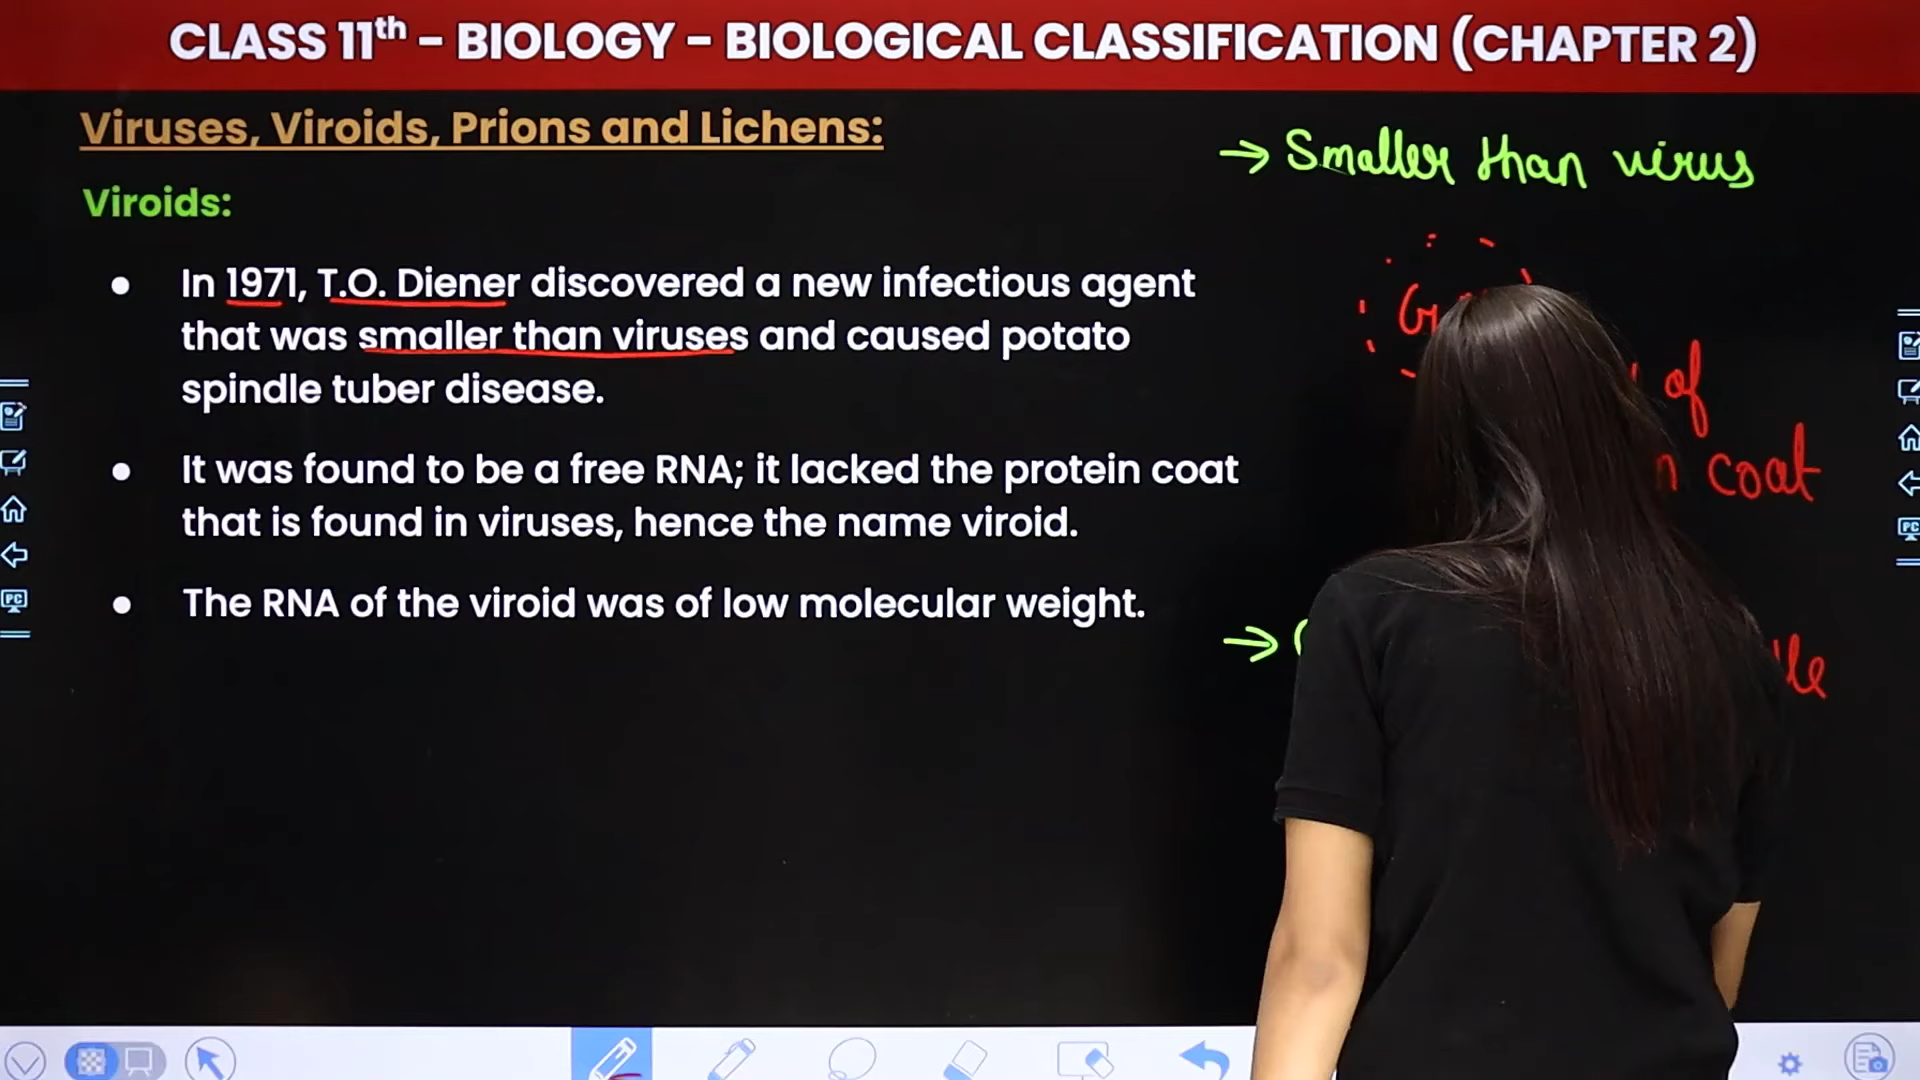 CLASS 11th - BIOLOGY - BIOLOGICAL CLASSIFICATION (CHAPTER 2)
Viruses, Viroids, Prions and Lichens:
Viroids:
• In 1971, T.O. Diener discovered a new infectious agent
that was smaller than viruses and caused potato
spindle tuber disease.
• It was found to be a free RNA; it lacked the protein coat
that is found in viruses, hence the name viroid.
• The RNA of the viroid was of low molecular weight.
→ Smaller than virus
of
coat
→
PC
PC